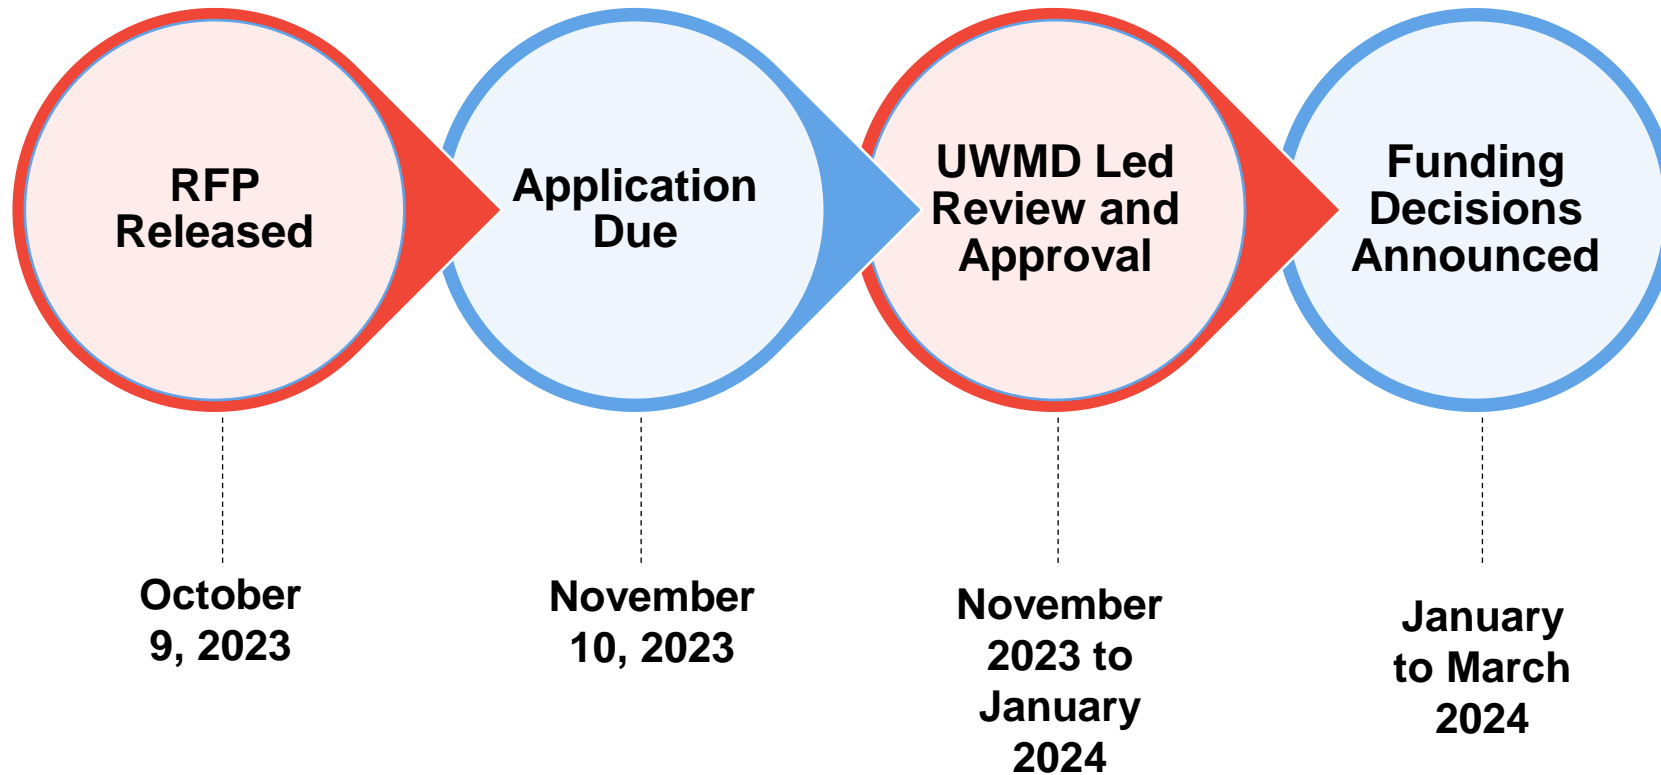 RFP
Released
Application
Due
UWMD Led
Review and
Approval
Funding
Decisions
Announced
October
9, 2023
November
10, 2023
November
2023 to
January
2024
January
to March
2024